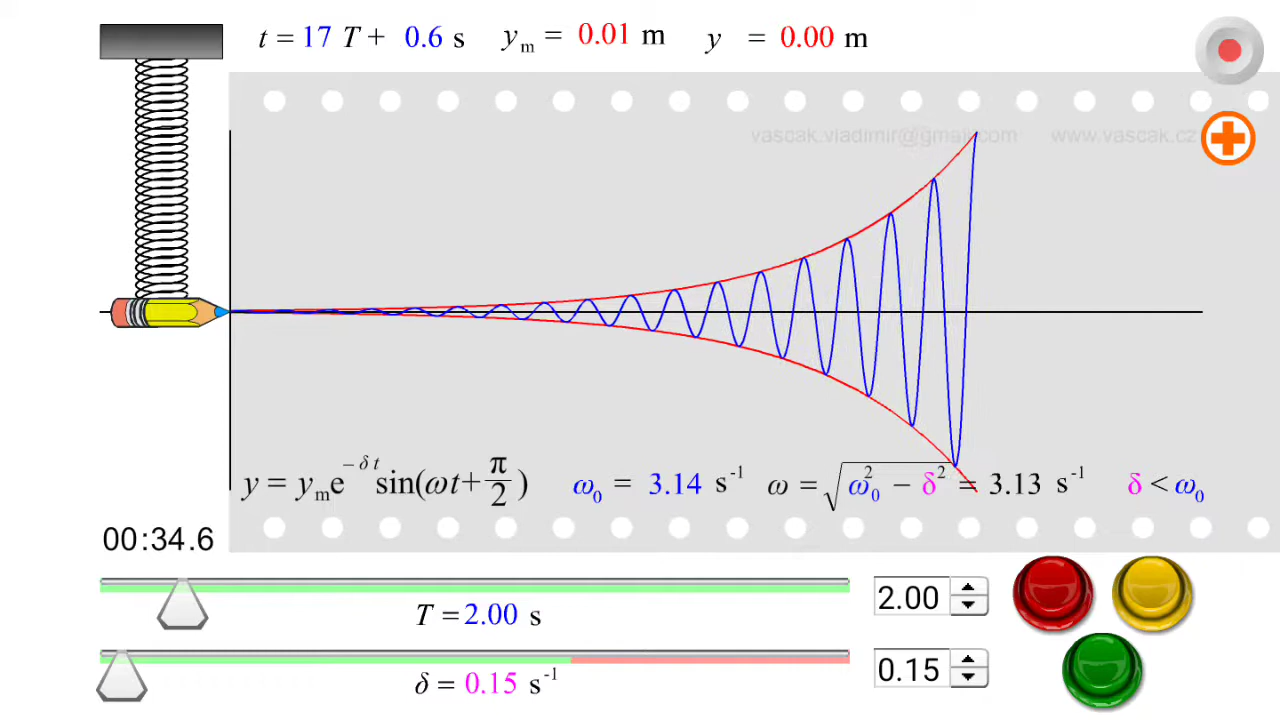 t = 17 T + 0.6 s yₘ = 0.01 m y = 0.00 m
vascak.vladimir@gmail.com www.vascak.cz
y = yₘe^(−δt) sin(ωt+π/2) ω₀ = 3.14 s⁻¹ ω = √(ω₀² − δ²) = 3.13 s⁻¹ δ < ω₀
00:34.6
T = 2.00 s 2.00
δ = 0.15 s⁻¹ 0.15